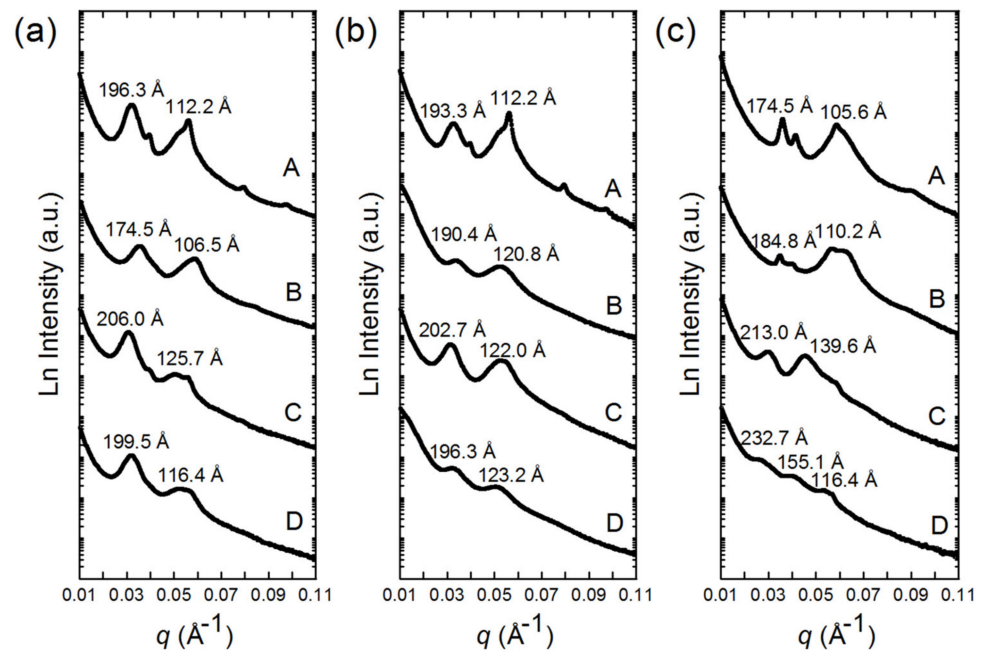 (a)
196.3 Å
112.2 Å
A
174.5 Å
106.5 Å
B
206.0 Å
125.7 Å
C
199.5 Å
116.4 Å
D
Ln Intensity (a.u.)
0.01 0.03 0.05 0.07 0.09 0.11
q (Å-1)
(b)
193.3 Å
112.2 Å
A
190.4 Å
120.8 Å
B
202.7 Å
122.0 Å
C
196.3 Å
123.2 Å
D
Ln Intensity (a.u.)
0.01 0.03 0.05 0.07 0.09 0.11
q (Å-1)
(c)
174.5 Å
105.6 Å
A
184.8 Å
110.2 Å
B
213.0 Å
139.6 Å
C
232.7 Å
155.1 Å
116.4 Å
D
Ln Intensity (a.u.)
0.01 0.03 0.05 0.07 0.09 0.11
q (Å-1)